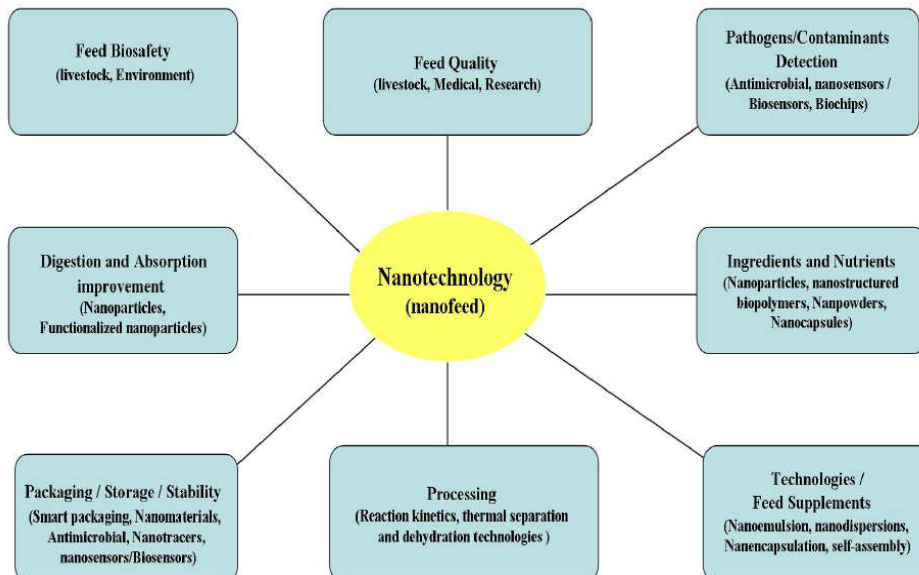 Feed Biosafety
(livestock, Environment)
Feed Quality
(livestock, Medical, Research)
Pathogens/Contaminants
Detection
(Antimicrobial, nanosensors /
Biosensors, Biochips)
Digestion and Absorption
improvement
(Nanoparticles,
Functionalized nanoparticles)
Nanotechnology
(nanofeed)
Ingredients and Nutrients
(Nanoparticles, nanostructured
biopolymers, Nanpowders,
Nanocapsules)
Packaging / Storage / Stability
(Smart packaging, Nanomaterials,
Antimicrobial, Nanotracers,
nanosensors/Biosensors)
Processing
(Reaction kinetics, thermal separation
and dehydration technologies )
Technologies /
Feed Supplements
(Nanoemulsion, nanodispersions,
Nanencapsulation, self-assembly)